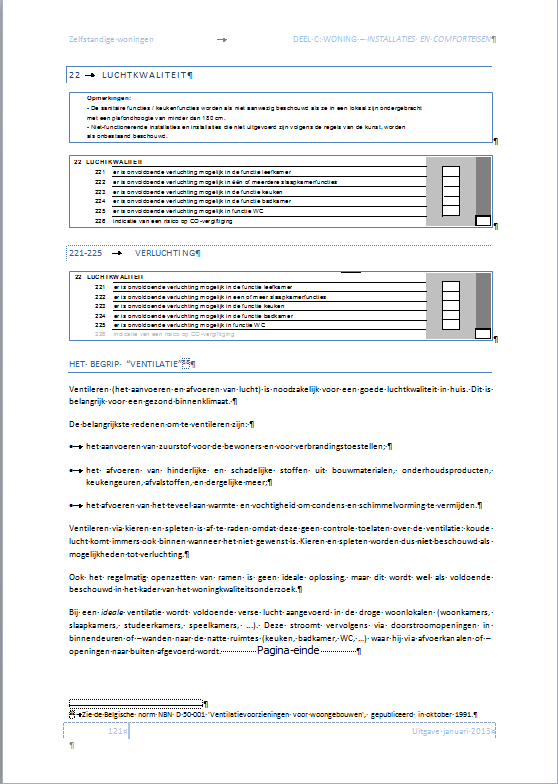 Zelfstandige woningen → DEEL C: WONING – INSTALLATIES EN COMFORTEISEN¶
22 → LUCHTKWALITEIT¶
Opmerkingen:
- De sanitaire functies / keukenfuncties worden als niet aanwezig beschouwd als ze in een lokaal zijn ondergebracht
met een plafondhoogte van minder dan 180 cm.
- Niet-functionerende installaties en installaties die niet uitgevoerd zijn volgens de regels van de kunst, worden
als onbestaand beschouwd.
22 LUCHTKWALITEIT
221 er is onvoldoende verluchting mogelijk in de functie leefkamer
222 er is onvoldoende verluchting mogelijk in één of meerdere slaapkamerfuncties
223 er is onvoldoende verluchting mogelijk in de functie keuken
224 er is onvoldoende verluchting mogelijk in de functie badkamer
225 er is onvoldoende verluchting mogelijk in functie WC
226 indicatie van een risico op CO-vergiftiging
221-225 → VERLUCHTING¶
22 LUCHTKWALITEIT
221 er is onvoldoende verluchting mogelijk in de functie leefkamer
222 er is onvoldoende verluchting mogelijk in een of meer slaapkamerfuncties
223 er is onvoldoende verluchting mogelijk in de functie keuken
224 er is onvoldoende verluchting mogelijk in de functie badkamer
225 er is onvoldoende verluchting mogelijk in functie WC
226 indicatie van een risico op CO-vergiftiging
HET BEGRIP "VENTILATIE"¶
Ventileren (het aanvoeren en afvoeren van lucht) is noodzakelijk voor een goede luchtkwaliteit in huis. Dit is
belangrijk voor een gezond binnenklimaat.¶
De belangrijkste redenen om te ventileren zijn:¶
• → het aanvoeren van zuurstof voor de bewoners en voor verbrandingstoestellen;¶
• → het afvoeren van hinderlijke en schadelijke stoffen uit bouwmaterialen, onderhoudsproducten,
keukengeuren, afvalstoffen, en dergelijke meer;¶
• → het afvoeren van het teveel aan warmte en vochtigheid om condens en schimmelvorming te vermijden.¶
Ventileren via kieren en spleten is af te raden omdat deze geen controle toelaten over de ventilatie: koude
lucht komt immers ook binnen wanneer het niet gewenst is. Kieren en spleten worden dus niet beschouwd als
mogelijkheden tot verluchting.¶
Ook het regelmatig openzetten van ramen is geen ideale oplossing, maar dit wordt wel als voldoende
beschouwd in het kader van het woningkwaliteitsonderzoek.¶
Bij een ideale ventilatie wordt voldoende verse lucht aangevoerd in de droge woonlokalen (woonkamers,
slaapkamers, studeerkamers, speelkamers, …). Deze stroomt vervolgens via doorstroomopeningen in
binnendeuren of –wanden naar de natte ruimtes (keuken, badkamer, WC, …) waar hij via afvoerkanalen of –
openingen naar buiten afgevoerd wordt. Pagina-einde ¶
¶
→ Zie de Belgische norm NBN D 50-001 'Ventilatievoorzieningen voor woongebouwen', gepubliceerd in oktober 1991.¶
121¤ Uitgave januari 2015¤
¶